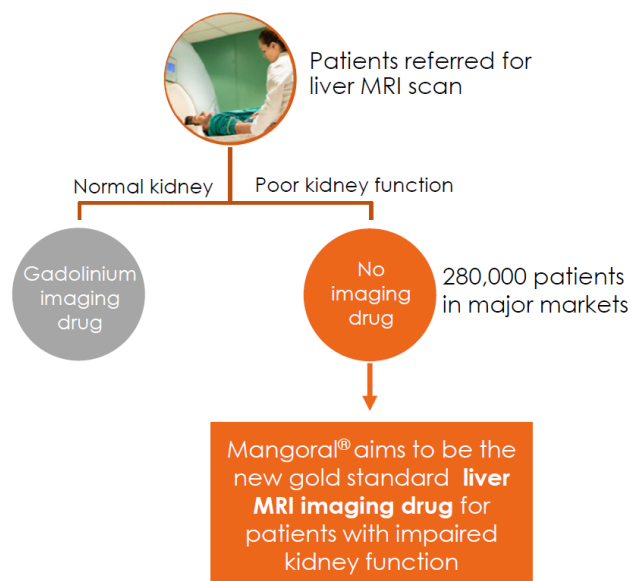 Patients referred for
liver MRI scan
Normal kidney
Poor kidney function
Gadolinium
imaging
drug
No
imaging
drug
280,000 patients
in major markets
Mangoral® aims to be the
new gold standard liver
MRI imaging drug for
patients with impaired
kidney function